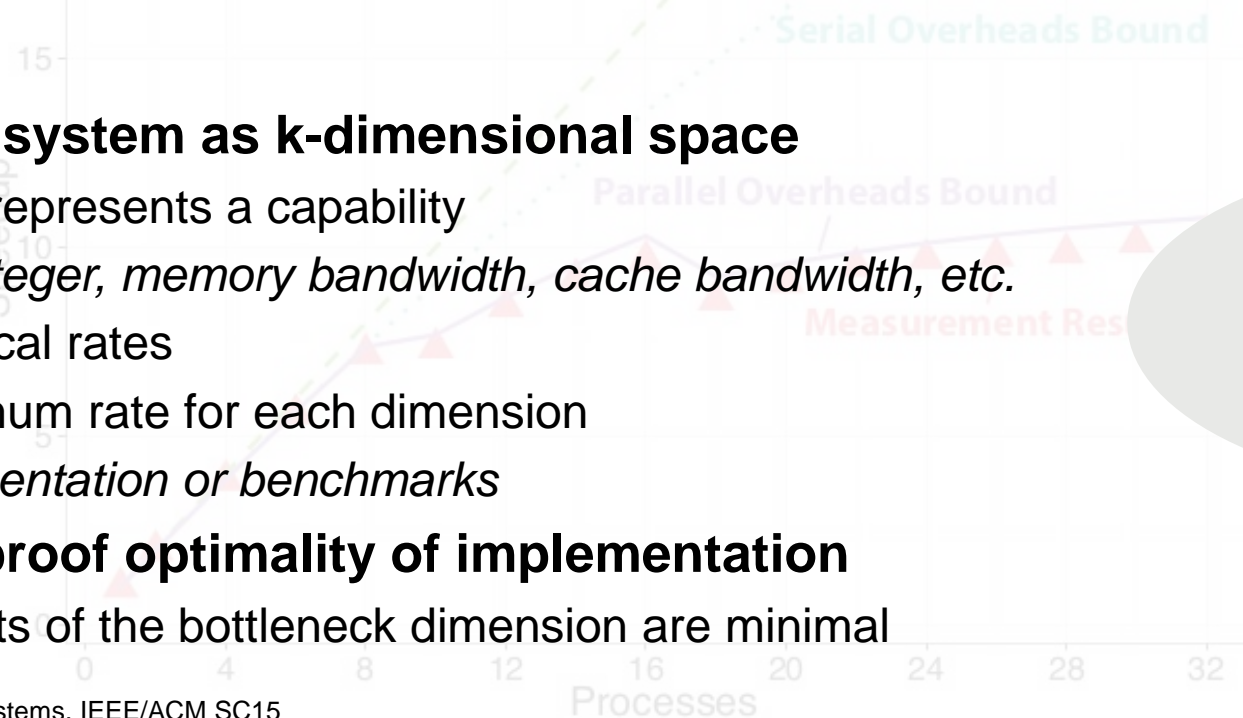 Serial Overheads Bound
15
system as k-dimensional space
represents a capability
Parallel Overheads Bound
10
teger, memory bandwidth, cache bandwidth, etc.
Measurement Res
cal rates
num rate for each dimension
5
entation or benchmarks
proof optimality of implementation
ts of the bottleneck dimension are minimal
0
0 4 8 12 16 20 24 28 32
Processes
stems, IEEE/ACM SC15